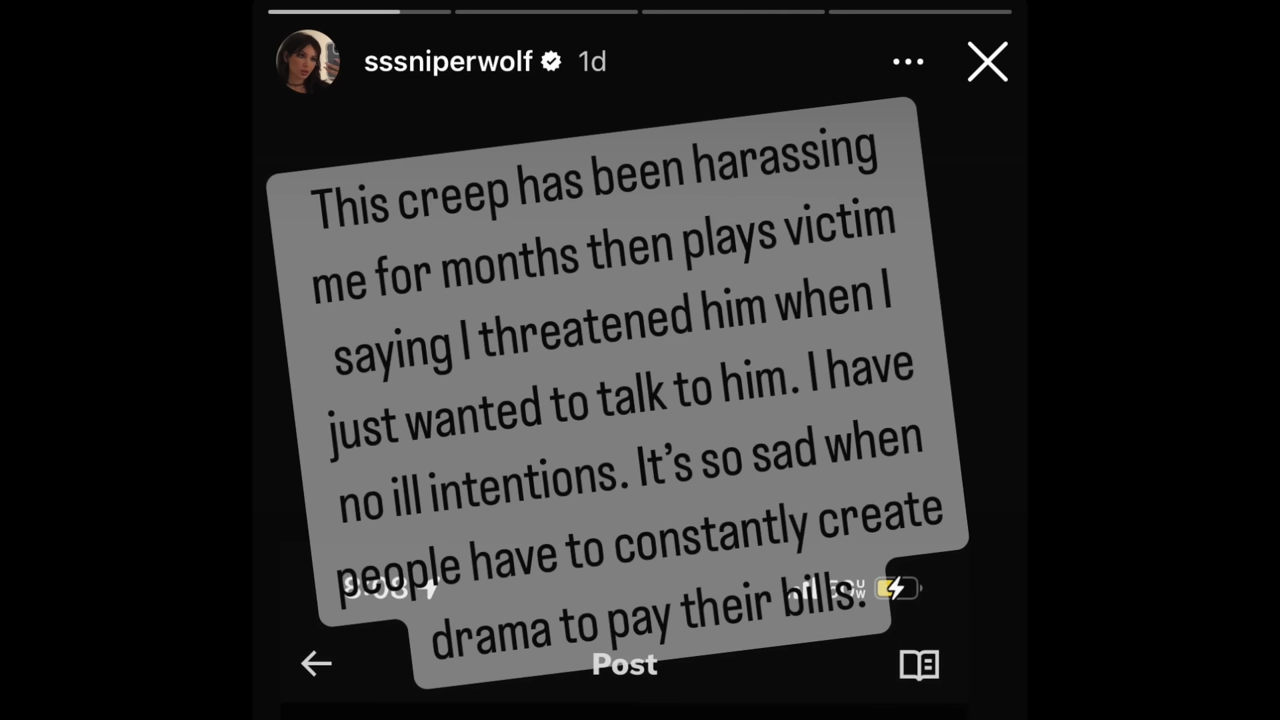 sssniperwolf 1d
This creep has been harassing
me for months then plays victim
saying I threatened him when I
just wanted to talk to him. I have
no ill intentions. It's so sad when
people have to constantly create
drama to pay their bills.
Post